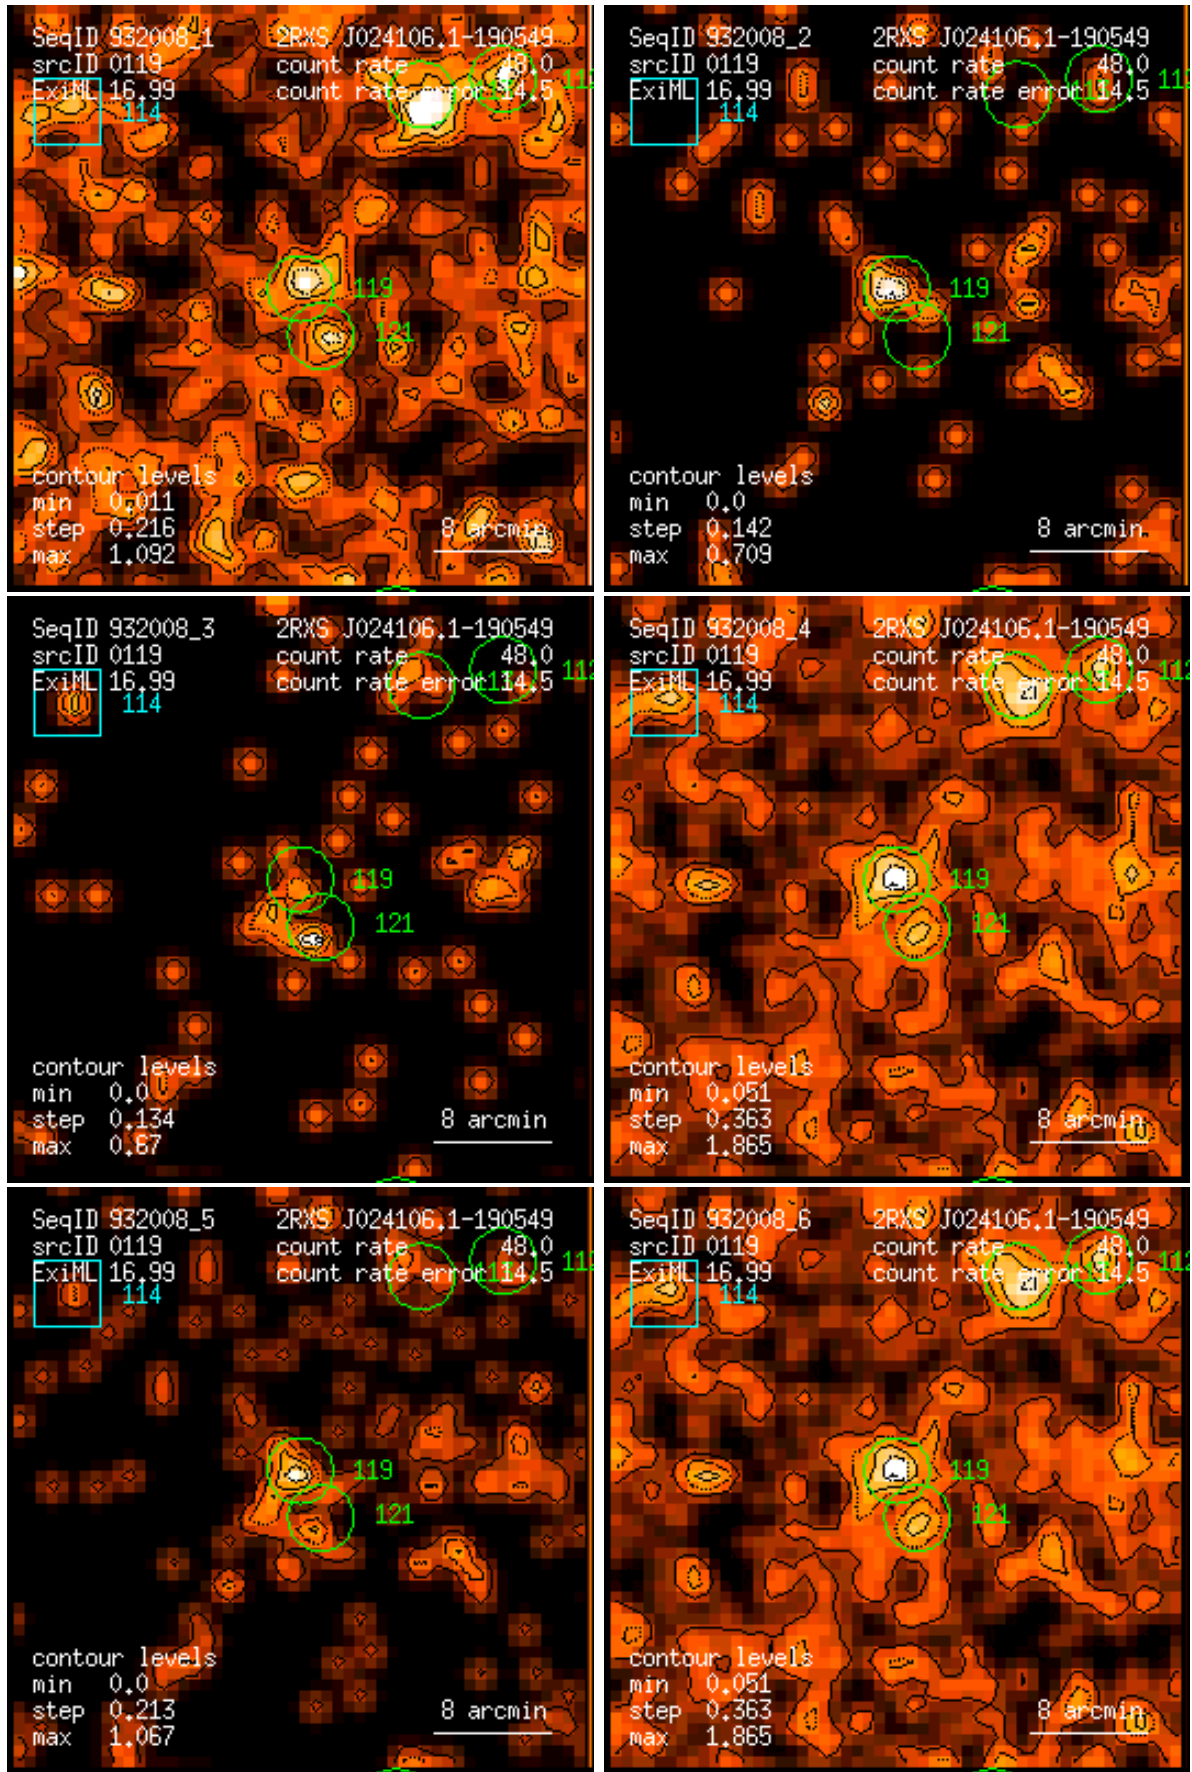 SeqID 932008_1 2RXS J024106.1-190549
srcID 0119 count rate 48.0
ExiML 16.99 count rate error 14.5
114
119
121
contour levels
min 0.011
step 0.216 8 arcmin
max 1.092
SeqID 932008_2 2RXS J024106.1-190549
srcID 0119 count rate 48.0
ExiML 16.99 count rate error 14.5
114
119
121
contour levels
min 0.0
step 0.142 8 arcmin
max 0.709
SeqID 932008_3 2RXS J024106.1-190549
srcID 0119 count rate 48.0 112
ExiML 16.99 count rate error 14.5
114
119
121
contour levels
min 0.0
step 0.134 8 arcmin
max 0.67
SeqID 932008_4 2RXS J024106.1-190549
srcID 0119 count rate 48.0
ExiML 16.99 count rate error 14.5
114
119
121
contour levels
min 0.051
step 0.363 8 arcmin
max 1.865
SeqID 932008_5 2RXS J024106.1-190549
srcID 0119 count rate 48.0 112
ExiML 16.99 count rate error 14.5
114
119
121
contour levels
min 0.0
step 0.213 8 arcmin
max 1.067
SeqID 932008_6 2RXS J024106.1-190549
srcID 0119 count rate 48.0
ExiML 16.99 count rate error 14.5
114
119
121
contour levels
min 0.051
step 0.363 8 arcmin
max 1.865